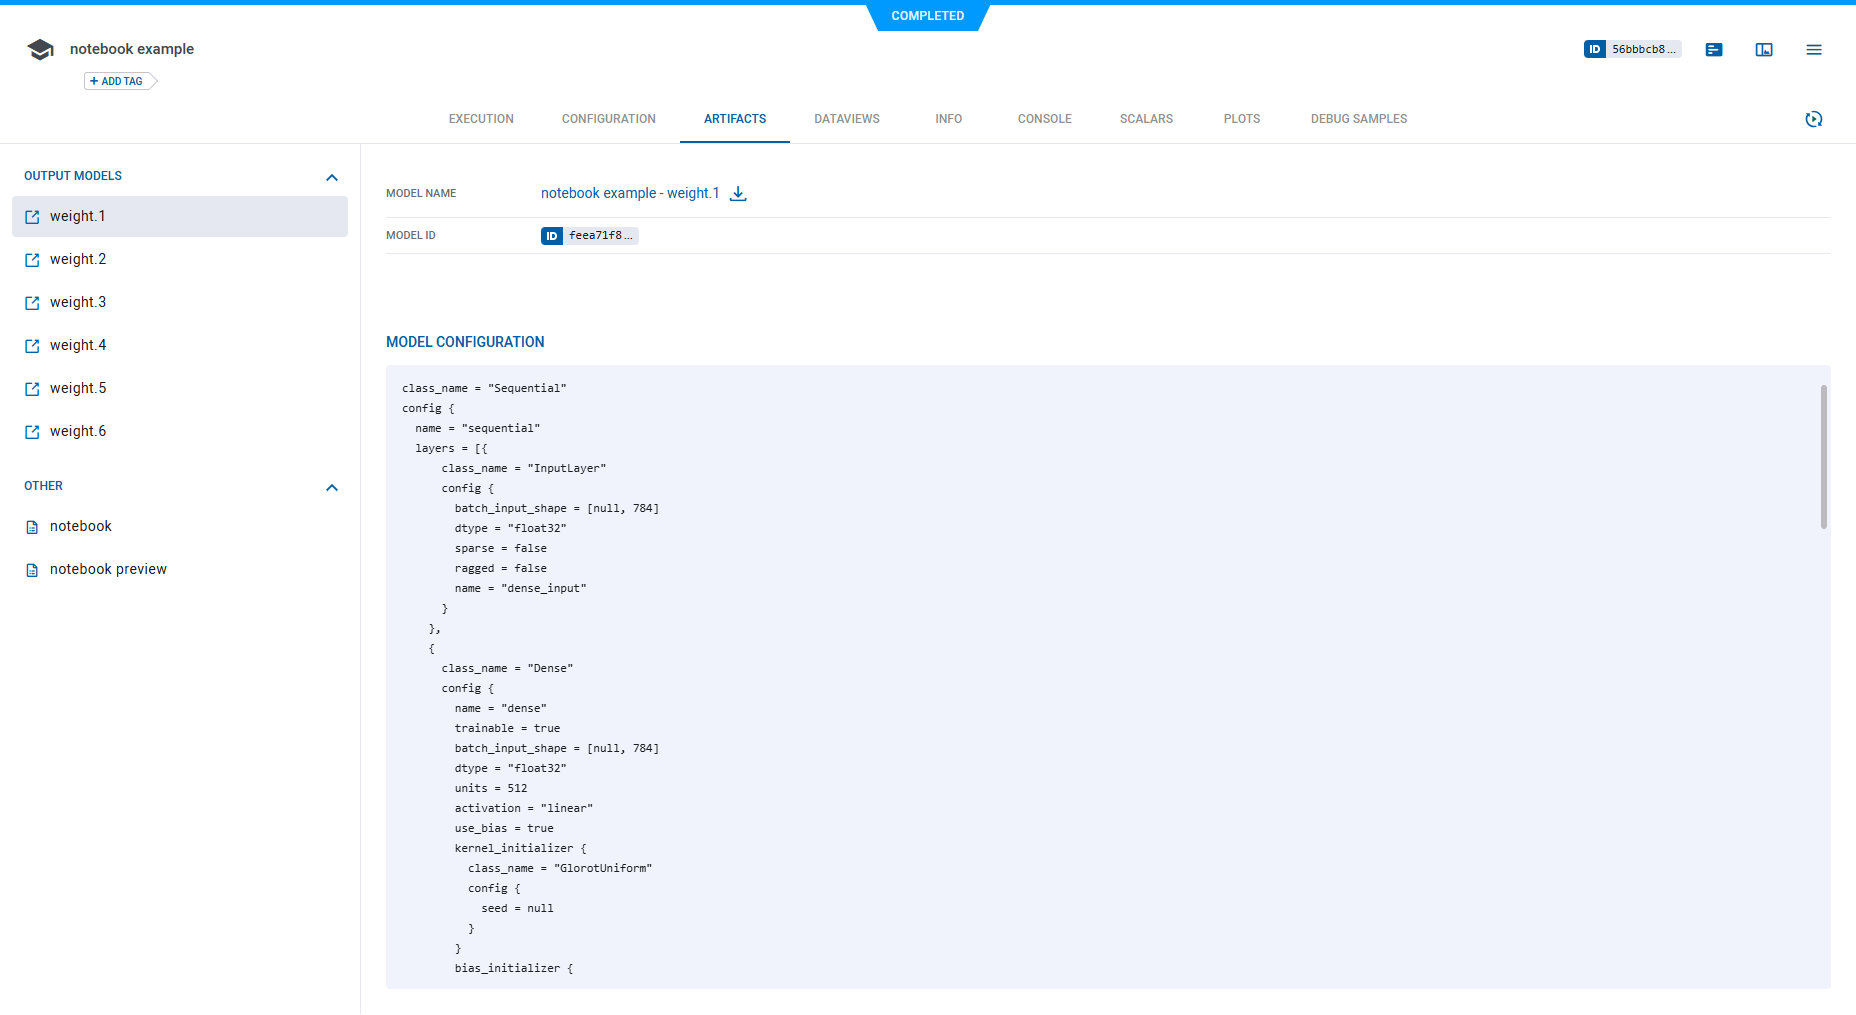 COMPLETED
notebook example
ID 56bbbcb8...
+ ADD TAG
EXECUTION CONFIGURATION ARTIFACTS DATAVIEWS INFO CONSOLE SCALARS PLOTS DEBUG SAMPLES
OUTPUT MODELS
weight.1
weight.2
weight.3
weight.4
weight.5
weight.6
OTHER
notebook
notebook preview
MODEL NAME notebook example - weight.1
MODEL ID ID feea71f8...
MODEL CONFIGURATION
class_name = "Sequential"
config {
  name = "sequential"
  layers = [{
      class_name = "InputLayer"
      config {
        batch_input_shape = [null, 784]
        dtype = "float32"
        sparse = false
        ragged = false
        name = "dense_input"
      }
    },
    {
      class_name = "Dense"
      config {
        name = "dense"
        trainable = true
        batch_input_shape = [null, 784]
        dtype = "float32"
        units = 512
        activation = "linear"
        use_bias = true
        kernel_initializer {
          class_name = "GlorotUniform"
          config {
            seed = null
          }
        }
        bias_initializer {